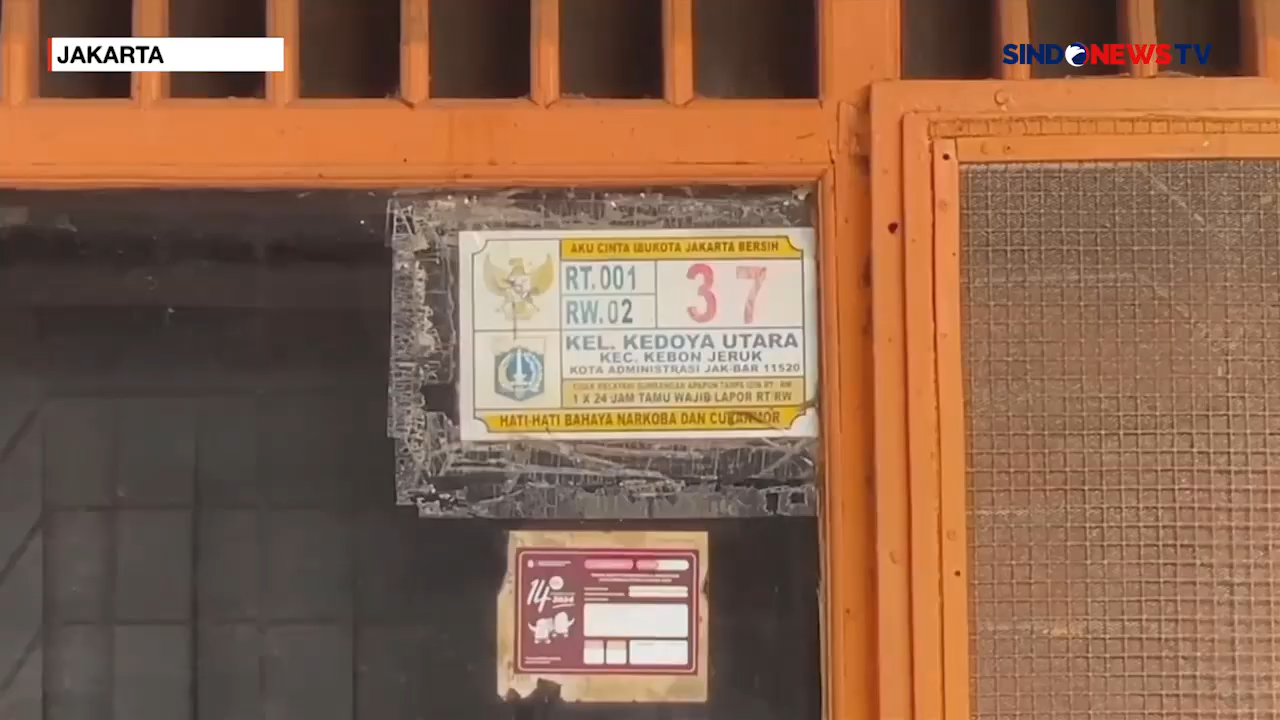 JAKARTA
SINDONEWS TV
AKU CINTA IBUKOTA JAKARTA BERSIH
RT. 001
37
RW. 02
KEL. KEDOYA UTARA
KEC. KEBON JERUK
KOTA ADMINISTRASI JAK-BAR 11520
1 X 24 JAM TAMU WAJIB LAPOR RT/RW
HATI-HATI BAHAYA NARKOBA DAN CURANMOR
14
2024